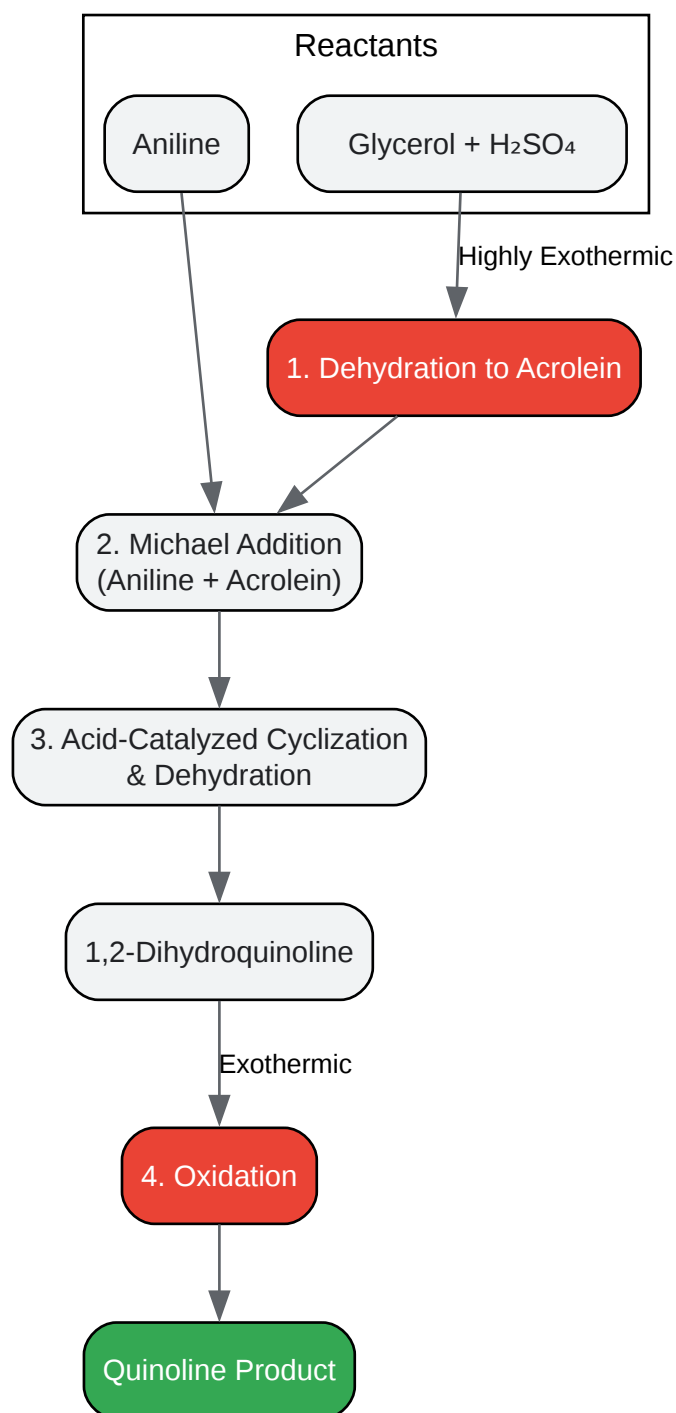 Reactants
Aniline
Glycerol + H₂SO₄
Highly Exothermic
1. Dehydration to Acrolein
2. Michael Addition
(Aniline + Acrolein)
3. Acid-Catalyzed Cyclization
& Dehydration
1,2-Dihydroquinoline
Exothermic
4. Oxidation
Quinoline Product